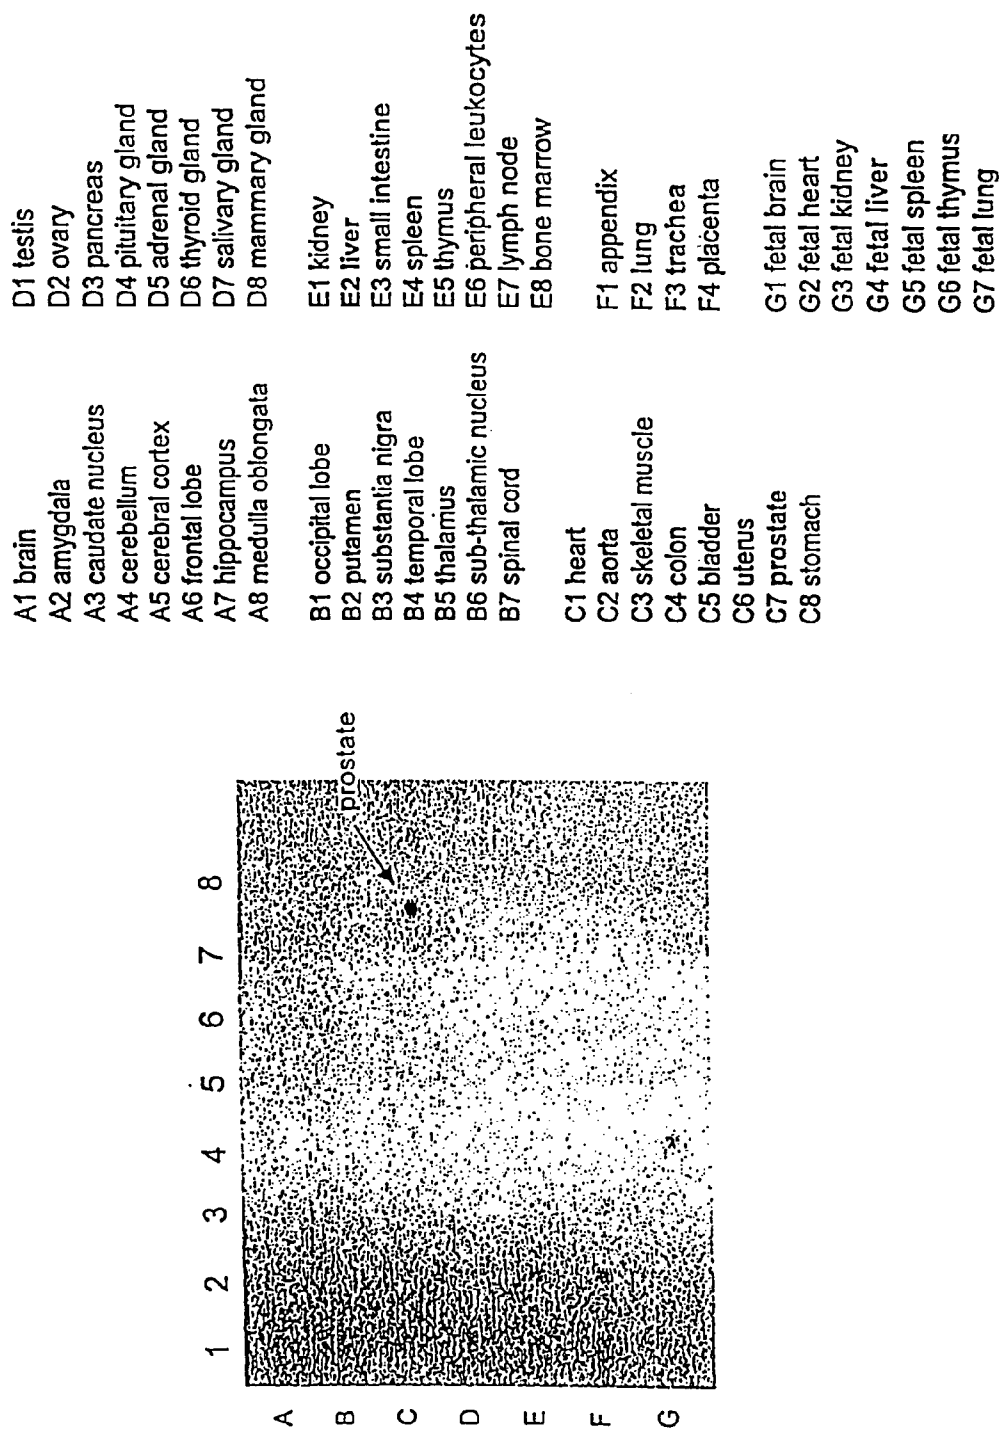 1 2 3 4 5 6 7 8
A
B
C
D
E
F
G
prostate
A1 brain
A2 amygdala
A3 caudate nucleus
A4 cerebellum
A5 cerebral cortex
A6 frontal lobe
A7 hippocampus
A8 medulla oblongata
B1 occipital lobe
B2 putamen
B3 substantia nigra
B4 temporal lobe
B5 thalamus
B6 sub-thalamic nucleus
B7 spinal cord
C1 heart
C2 aorta
C3 skeletal muscle
C4 colon
C5 bladder
C6 uterus
C7 prostate
C8 stomach
D1 testis
D2 ovary
D3 pancreas
D4 pituitary gland
D5 adrenal gland
D6 thyroid gland
D7 salivary gland
D8 mammary gland
E1 kidney
E2 liver
E3 small intestine
E4 spleen
E5 thymus
E6 peripheral leukocytes
E7 lymph node
E8 bone marrow
F1 appendix
F2 lung
F3 trachea
F4 placenta
G1 fetal brain
G2 fetal heart
G3 fetal kidney
G4 fetal liver
G5 fetal spleen
G6 fetal thymus
G7 fetal lung